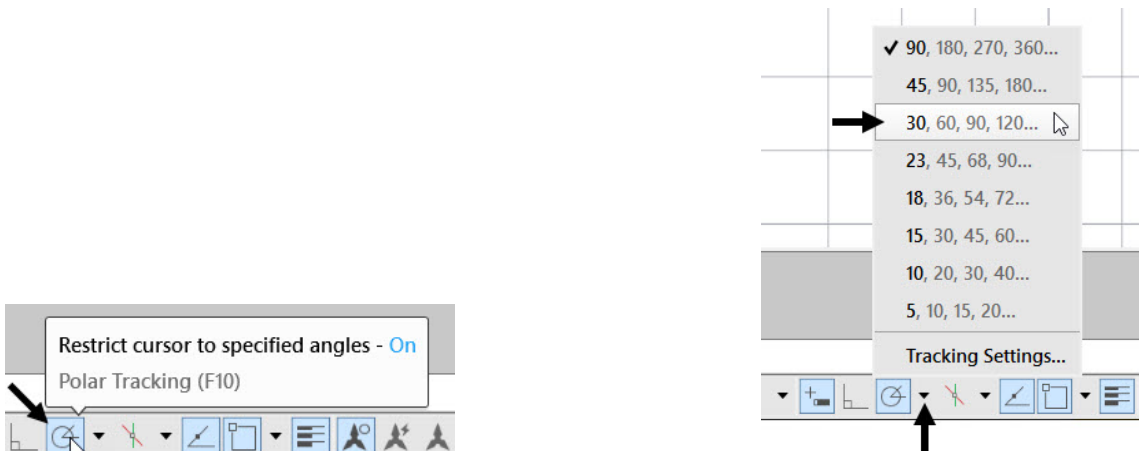 Restrict cursor to specified angles - On
Polar Tracking (F10)
90, 180, 270, 360...
45, 90, 135, 180...
30, 60, 90, 120...
23, 45, 68, 90...
18, 36, 54, 72...
15, 30, 45, 60...
10, 20, 30, 40...
5, 10, 15, 20...
Tracking Settings...